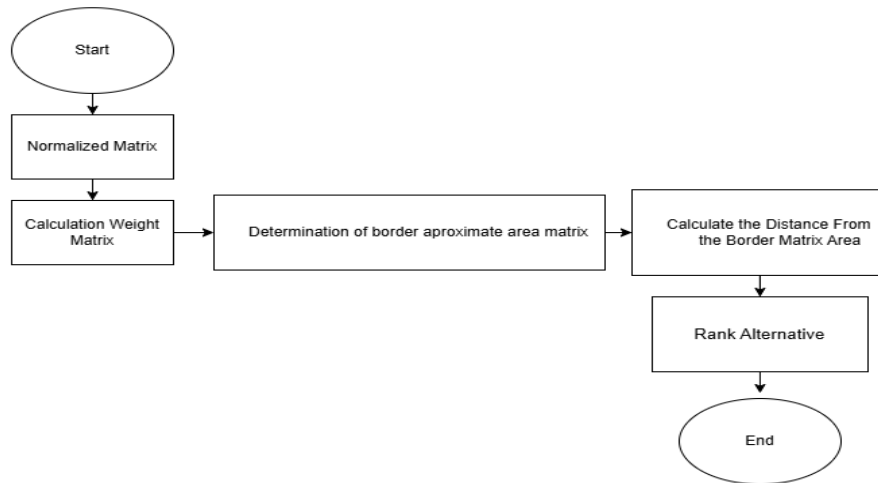 Start
Normalized Matrix
Calculation Weight
Matrix
Determination of border aproximate area matrix
Calculate the Distance From
the Border Matrix Area
Rank Alternative
End